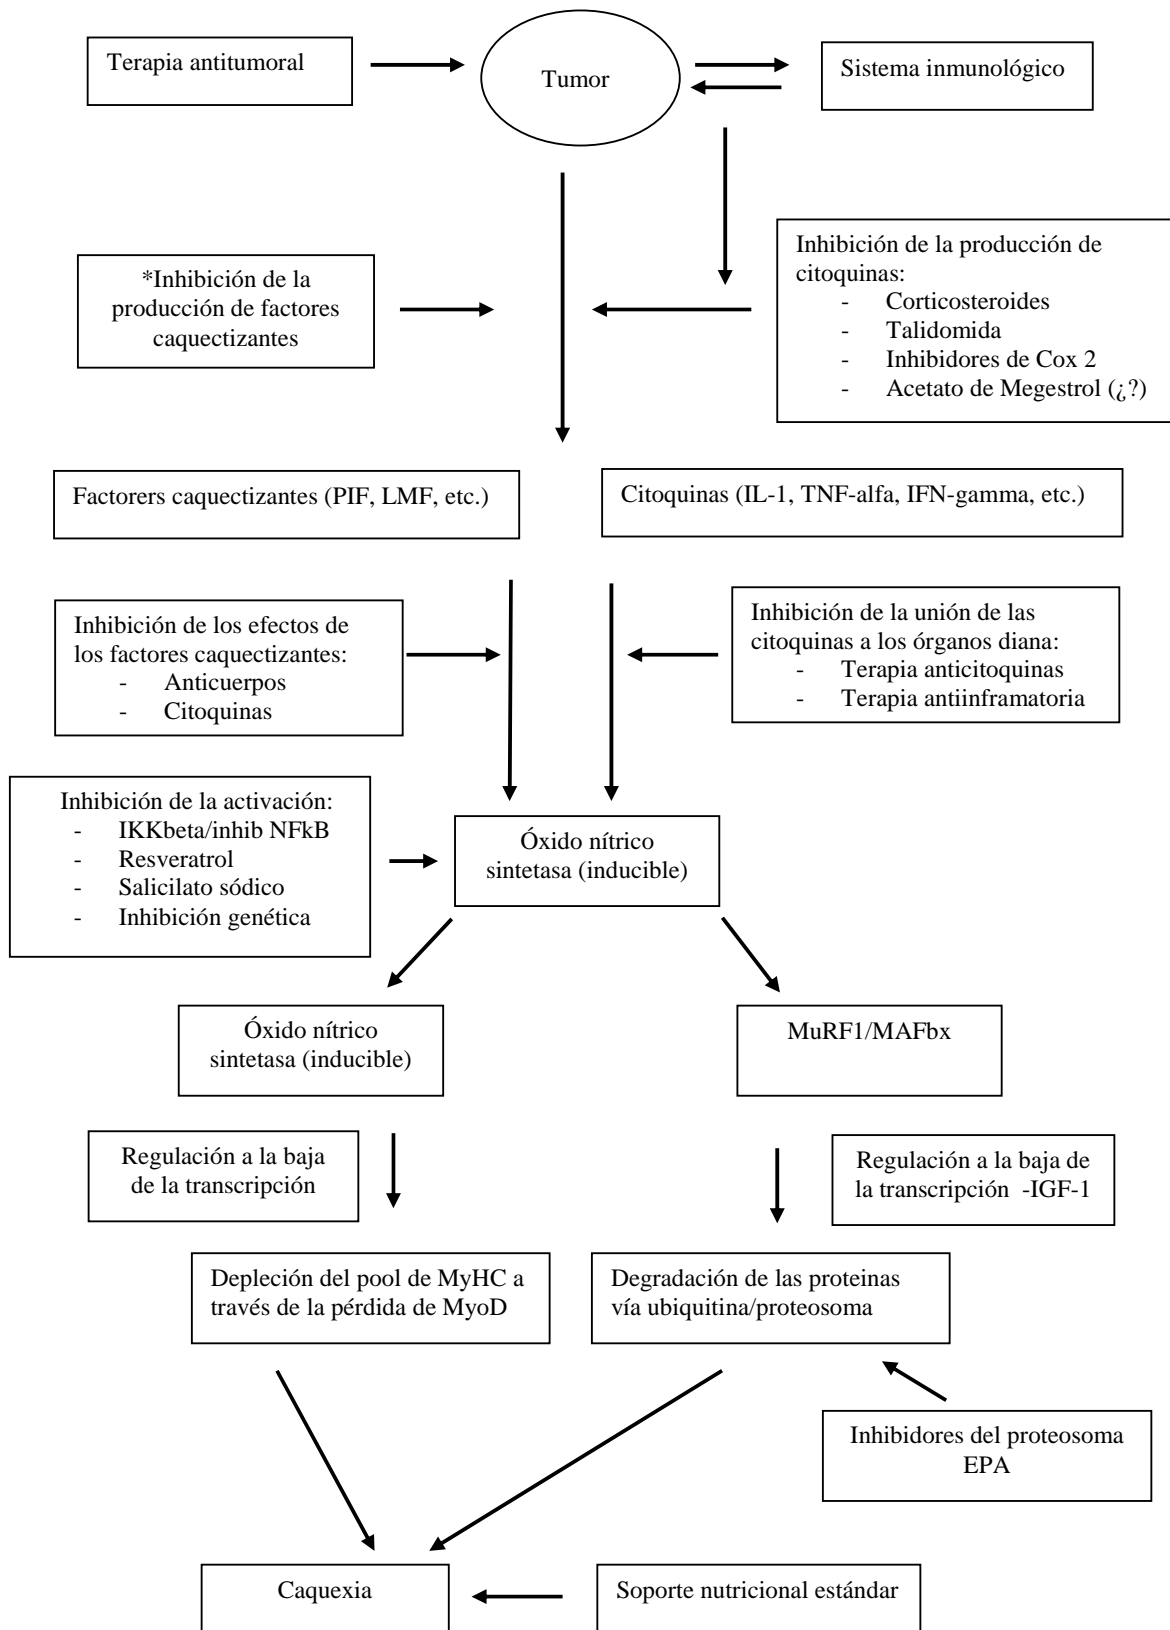 Terapia antitumoral
Tumor
Sistema inmunológico
*Inhibición de la
producción de factores
caquectizantes
Inhibición de la producción de
citoquinas:
- Corticosteroides
- Talidomida
- Inhibidores de Cox 2
- Acetato de Megestrol (¿?)
Factorers caquectizantes (PIF, LMF, etc.)
Citoquinas (IL-1, TNF-alfa, IFN-gamma, etc.)
Inhibición de los efectos de
los factores caquectizantes:
- Anticuerpos
- Citoquinas
Inhibición de la unión de las
citoquinas a los órganos diana:
- Terapia anticitoquinas
- Terapia antiinframatoria
Inhibición de la activación:
- IKKbeta/inhib NFkB
- Resveratrol
- Salicilato sódico
- Inhibición genética
Óxido nítrico
sintetasa (inducible)
Óxido nítrico
sintetasa (inducible)
MuRF1/MAFbx
Regulación a la baja
de la transcripción
Regulación a la baja de
la transcripción -IGF-1
Depleción del pool de MyHC a
través de la pérdida de MyoD
Degradación de las proteinas
vía ubiquitina/proteosoma
Inhibidores del proteosoma
EPA
Caquexia
Soporte nutricional estándar